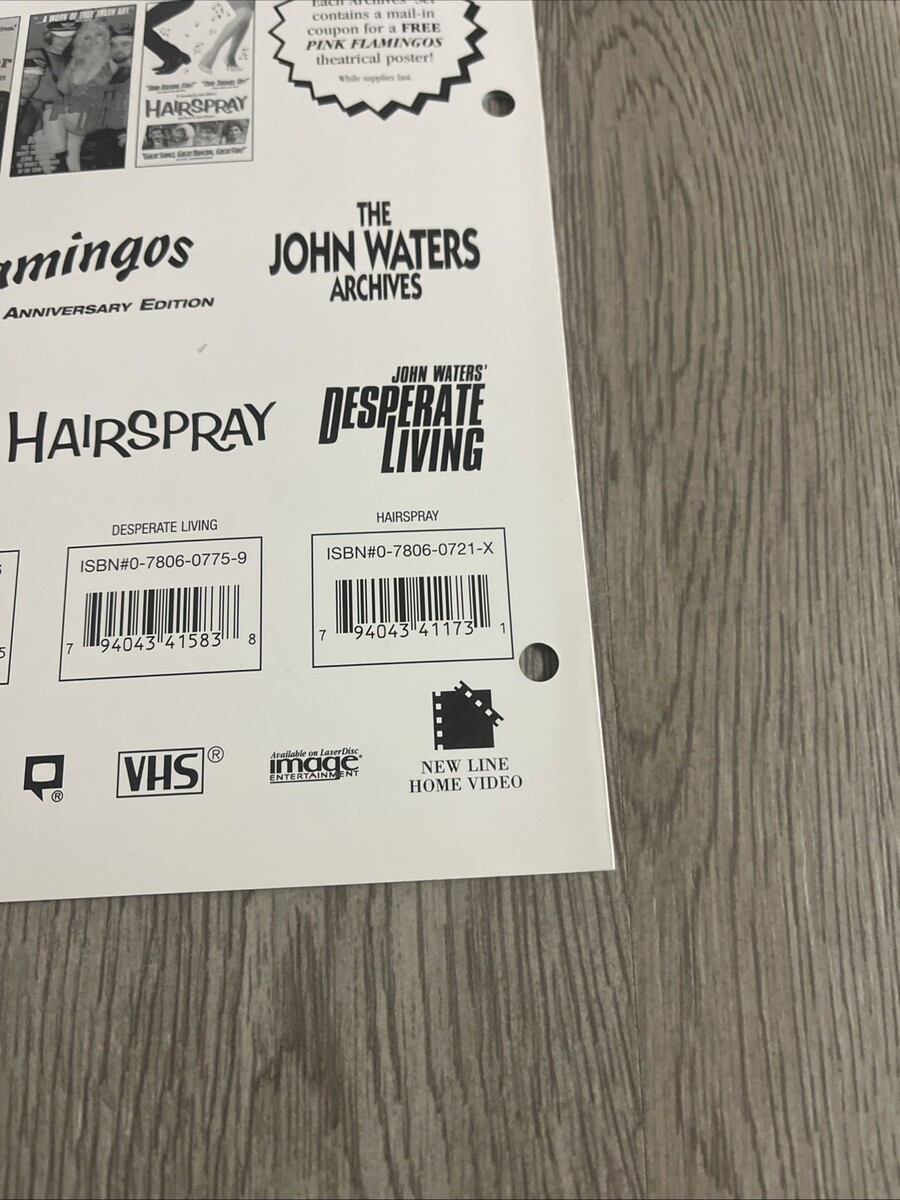 "A WORK OF TRUE TRASH ART."
Each Archives Set
contains a mail-in
coupon for a FREE
PINK FLAMINGOS
theatrical poster!
While supplies last.
HAIRSPRAY
amingos
ANNIVERSARY EDITION
THE
JOHN WATERS
ARCHIVES
HAIRSPRAY
JOHN WATERS'
DESPERATE
LIVING
DESPERATE LIVING
ISBN#0-7806-0775-9
7 94043 41583 8
HAIRSPRAY
ISBN#0-7806-0721-X
7 94043 41173 1
5
®
VHS®
Available on LaserDisc
image®
ENTERTAINMENT
NEW LINE
HOME VIDEO